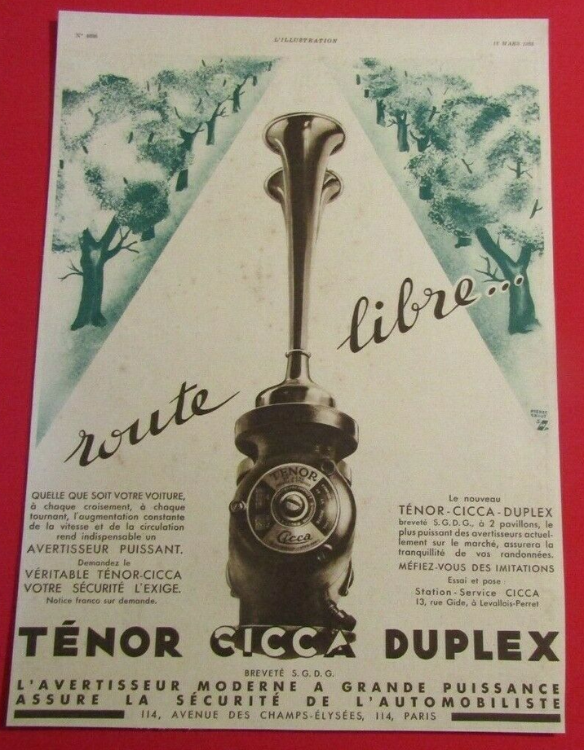 L'ILLUSTRATION
17 MARS
route libre...
TÉNOR
Cicca
QUELLE QUE SOIT VOTRE VOITURE,
à chaque croisement, à chaque
tournant, l'augmentation constante
de la vitesse et de la circulation
rend indispensable un
AVERTISSEUR PUISSANT.
Demandez le
VÉRITABLE TÉNOR-CICCA
VOTRE SÉCURITÉ L'EXIGE.
Notice franco sur demande.
Le nouveau
TÉNOR-CICCA-DUPLEX
breveté S.G.D.G., à 2 pavillons, le
plus puissant des avertisseurs actuel-
lement sur le marché, assurera la
tranquilité de vos randonnées.
MÉFIEZ-VOUS DES IMITATIONS
Essai et pose :
Station-Service CICCA
13, rue Gide, à Levallois-Perret
TÉNOR CICCA DUPLEX
BREVETÉ S.G.D.G.
L'AVERTISSEUR MODERNE A GRANDE PUISSANCE
ASSURE LA SÉCURITÉ DE L'AUTOMOBILISTE
114, AVENUE DES CHAMPS-ÉLYSÉES, 114, PARIS